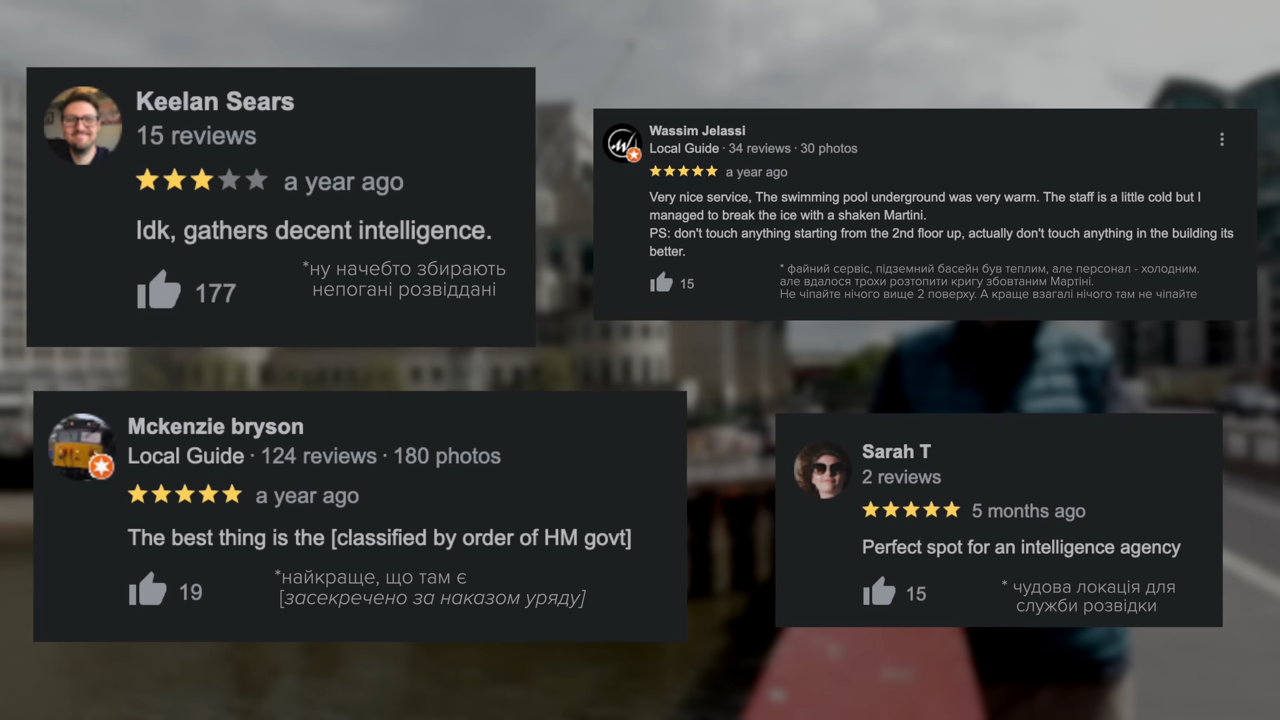 Keelan Sears
15 reviews
a year ago
Idk, gathers decent intelligence.
177
*ну начебто збирають
непогані розвіддані
Wassim Jelassi
Local Guide · 34 reviews · 30 photos
a year ago
Very nice service, The swimming pool underground was very warm. The staff is a little cold but I
managed to break the ice with a shaken Martini.
PS: don't touch anything starting from the 2nd floor up, actually don't touch anything in the building its
better.
15
* файний сервіс, підземний басейн був теплим, але персонал - холодним.
але вдалося трохи розтопити кригу збовтаним Мартіні.
Не чіпайте нічого вище 2 поверху. А краще взагалі нічого там не чіпайте
Mckenzie bryson
Local Guide · 124 reviews · 180 photos
a year ago
The best thing is the [classified by order of HM govt]
19
*найкраще, що там є
[засекречено за наказом уряду]
Sarah T
2 reviews
5 months ago
Perfect spot for an intelligence agency
15
* чудова локація для
служби розвідки